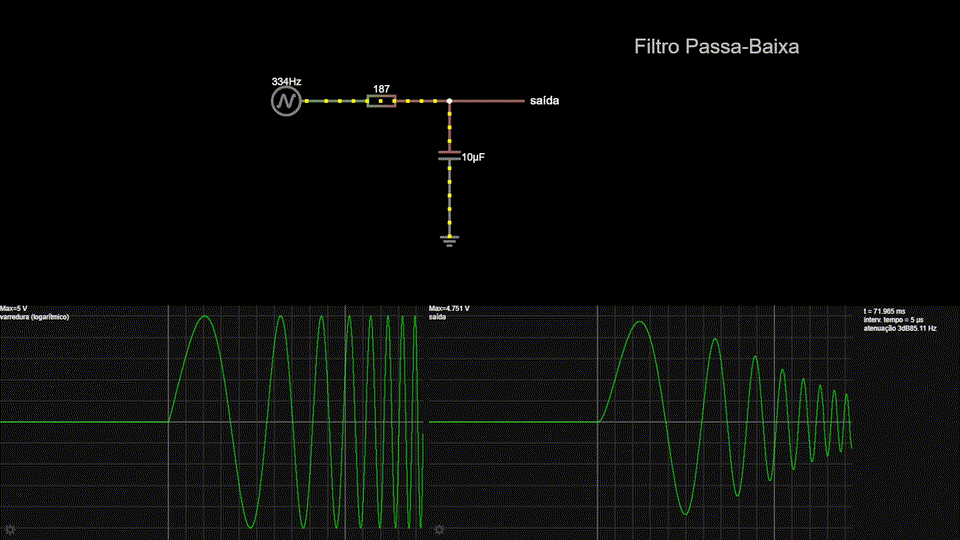 Filtro Passa-Baixa
334Hz
187
saída
10µF
Max=5 V
varredura (logarítmico)
Max=4.751 V
saída
t = 71.965 ms
interv. tempo = 5 µs
atenuação 3dB85.11 Hz